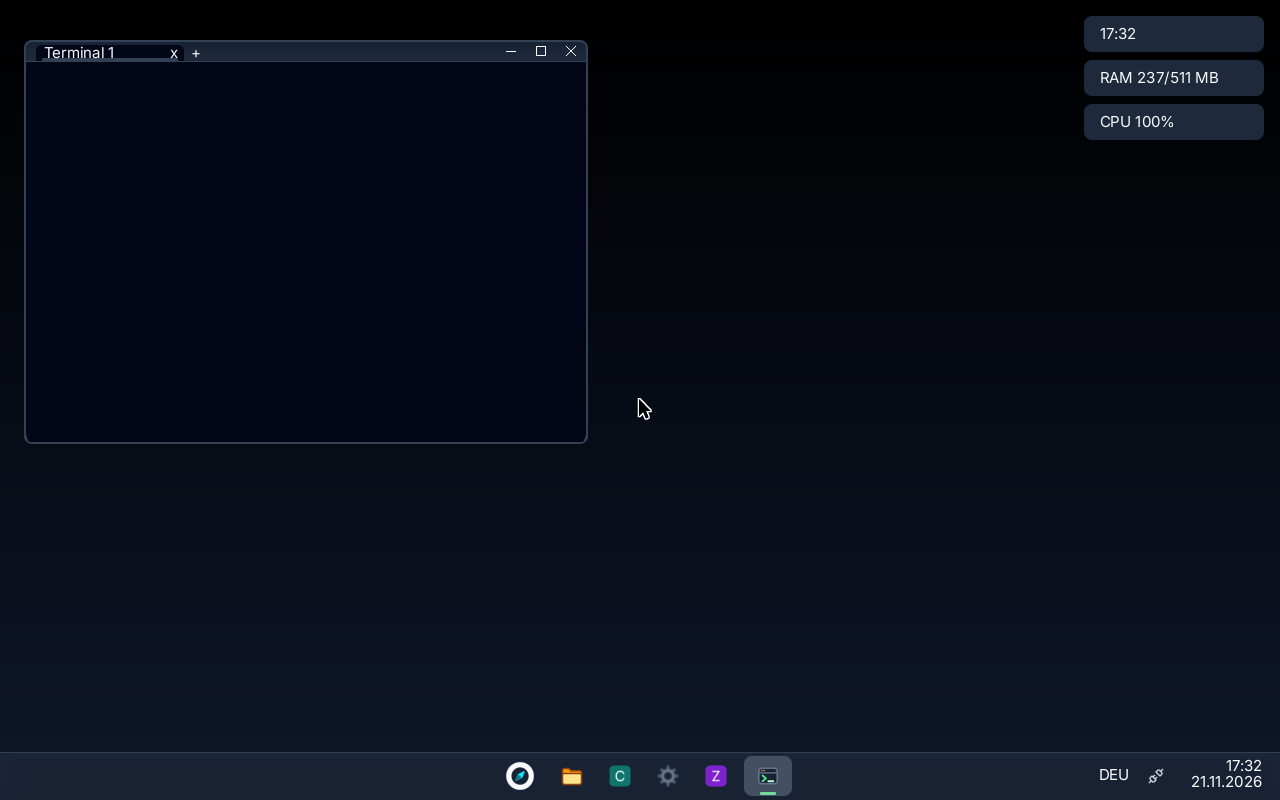 Terminal 1 x +
17:32
RAM 237/511 MB
CPU 100%
C
Z
DEU
17:32
21.11.2026